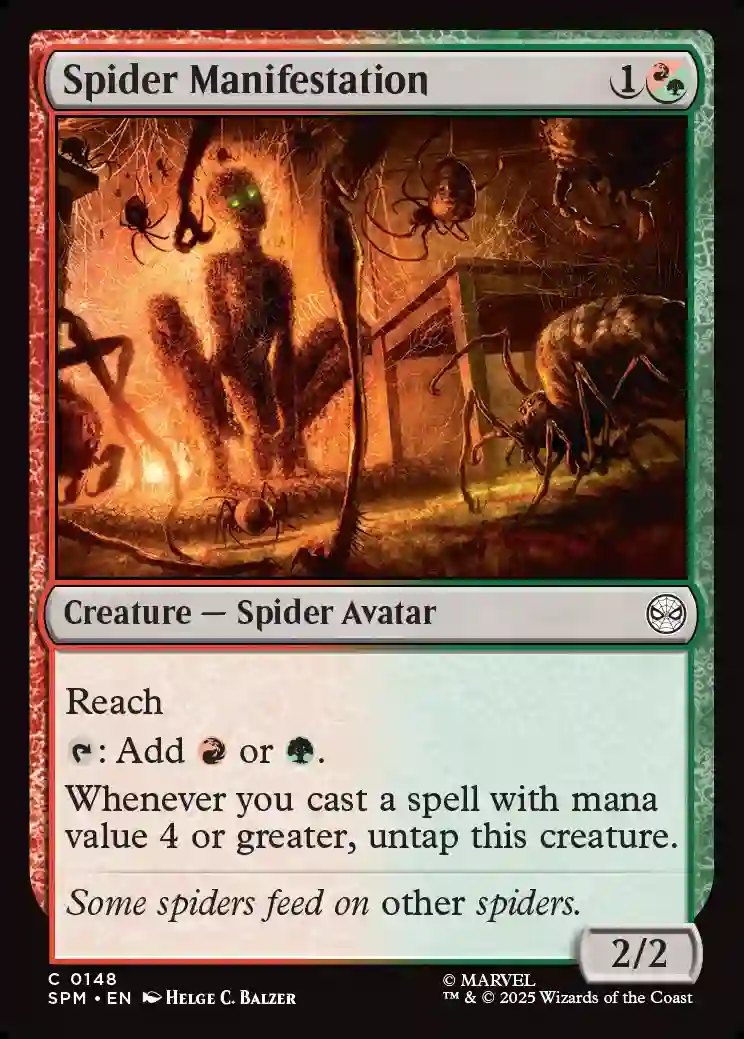 Spider Manifestation 1
Creature — Spider Avatar
Reach
: Add or .
Whenever you cast a spell with mana
value 4 or greater, untap this creature.
Some spiders feed on other spiders.
2/2
C 0148
SPM • EN Helge C. Balzer
© MARVEL
™ & © 2025 Wizards of the Coast